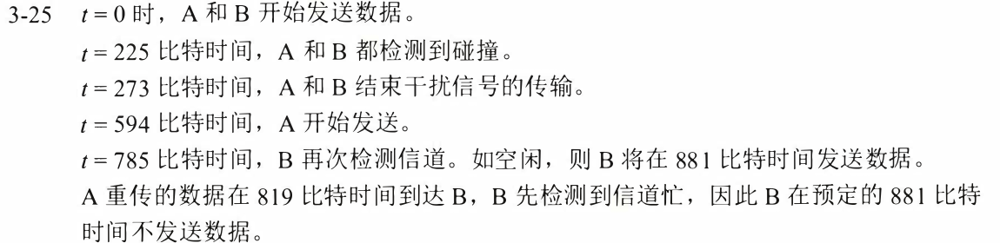 3-25 t = 0 时，A 和 B 开始发送数据。
t = 225 比特时间，A 和 B 都检测到碰撞。
t = 273 比特时间，A 和 B 结束干扰信号的传输。
t = 594 比特时间，A 开始发送。
t = 785 比特时间，B 再次检测信道。如空闲，则 B 将在 881 比特时间发送数据。
A 重传的数据在 819 比特时间到达 B，B 先检测到信道忙，因此 B 在预定的 881 比特
时间不发送数据。